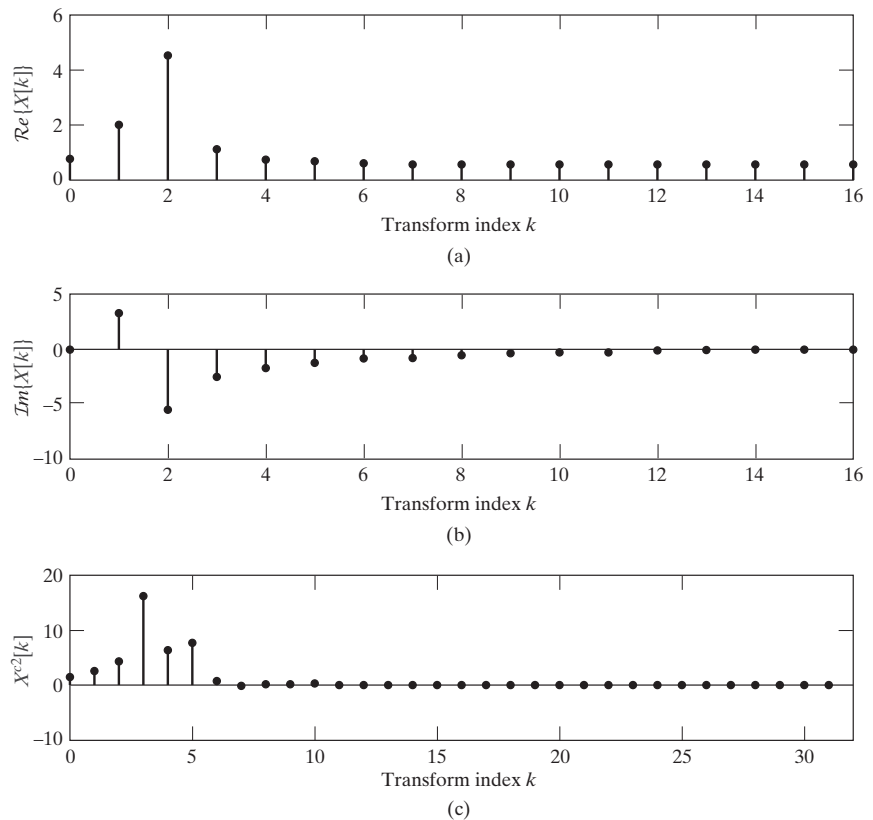 6
4
2
0
Re{X[k]}
0 2 4 6 8 10 12 14 16
Transform index k
(a)
5
0
–5
–10
Im{X[k]}
0 2 4 6 8 10 12 14 16
Transform index k
(b)
20
10
0
–10
X^{c2}[k]
0 5 10 15 20 25 30
Transform index k
(c)